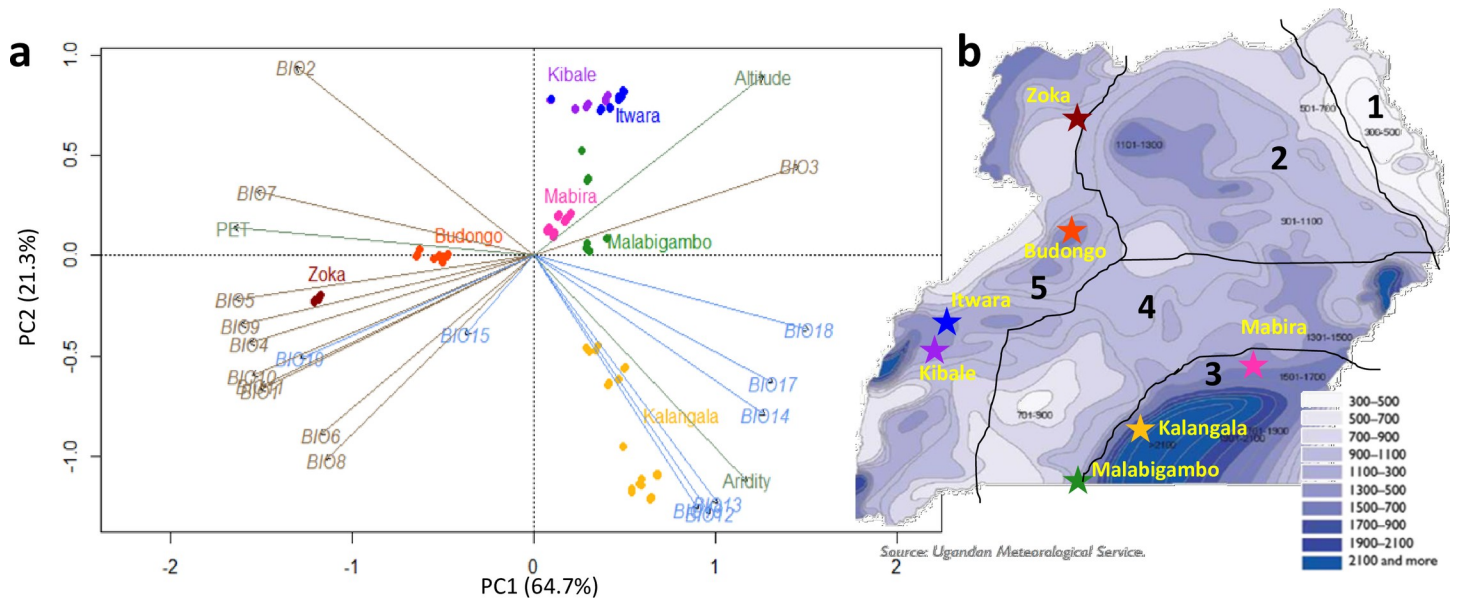 a
1.0
0.5
0.0
-0.5
-1.0
PC2 (21.3%)
-2
-1
0
1
2
PC1 (64.7%)
BIO2
BIO7
PET
BIO5
BIO9
BIO4
BIO10
BIO1
BIO6
BIO8
BIO15
Zoka
Budongo
Kibale
Itwara
Mabira
Malabigambo
Kalangala
Altitude
BIO3
BIO18
BIO17
BIO14
Aridity
BIO13
BIO12
b
Zoka
Budongo
Itwara
Kibale
Mabira
Kalangala
Malabigambo
1
2
3
4
5
501-700
300-500
1101-1300
901-1100
1301-1500
1501-1700
701-900
>2100
300–500
500–700
700–900
900–1100
1100–300
1300–500
1500–700
1700–900
1900–2100
2100 and more
Source: Ugandan Meteorological Service.